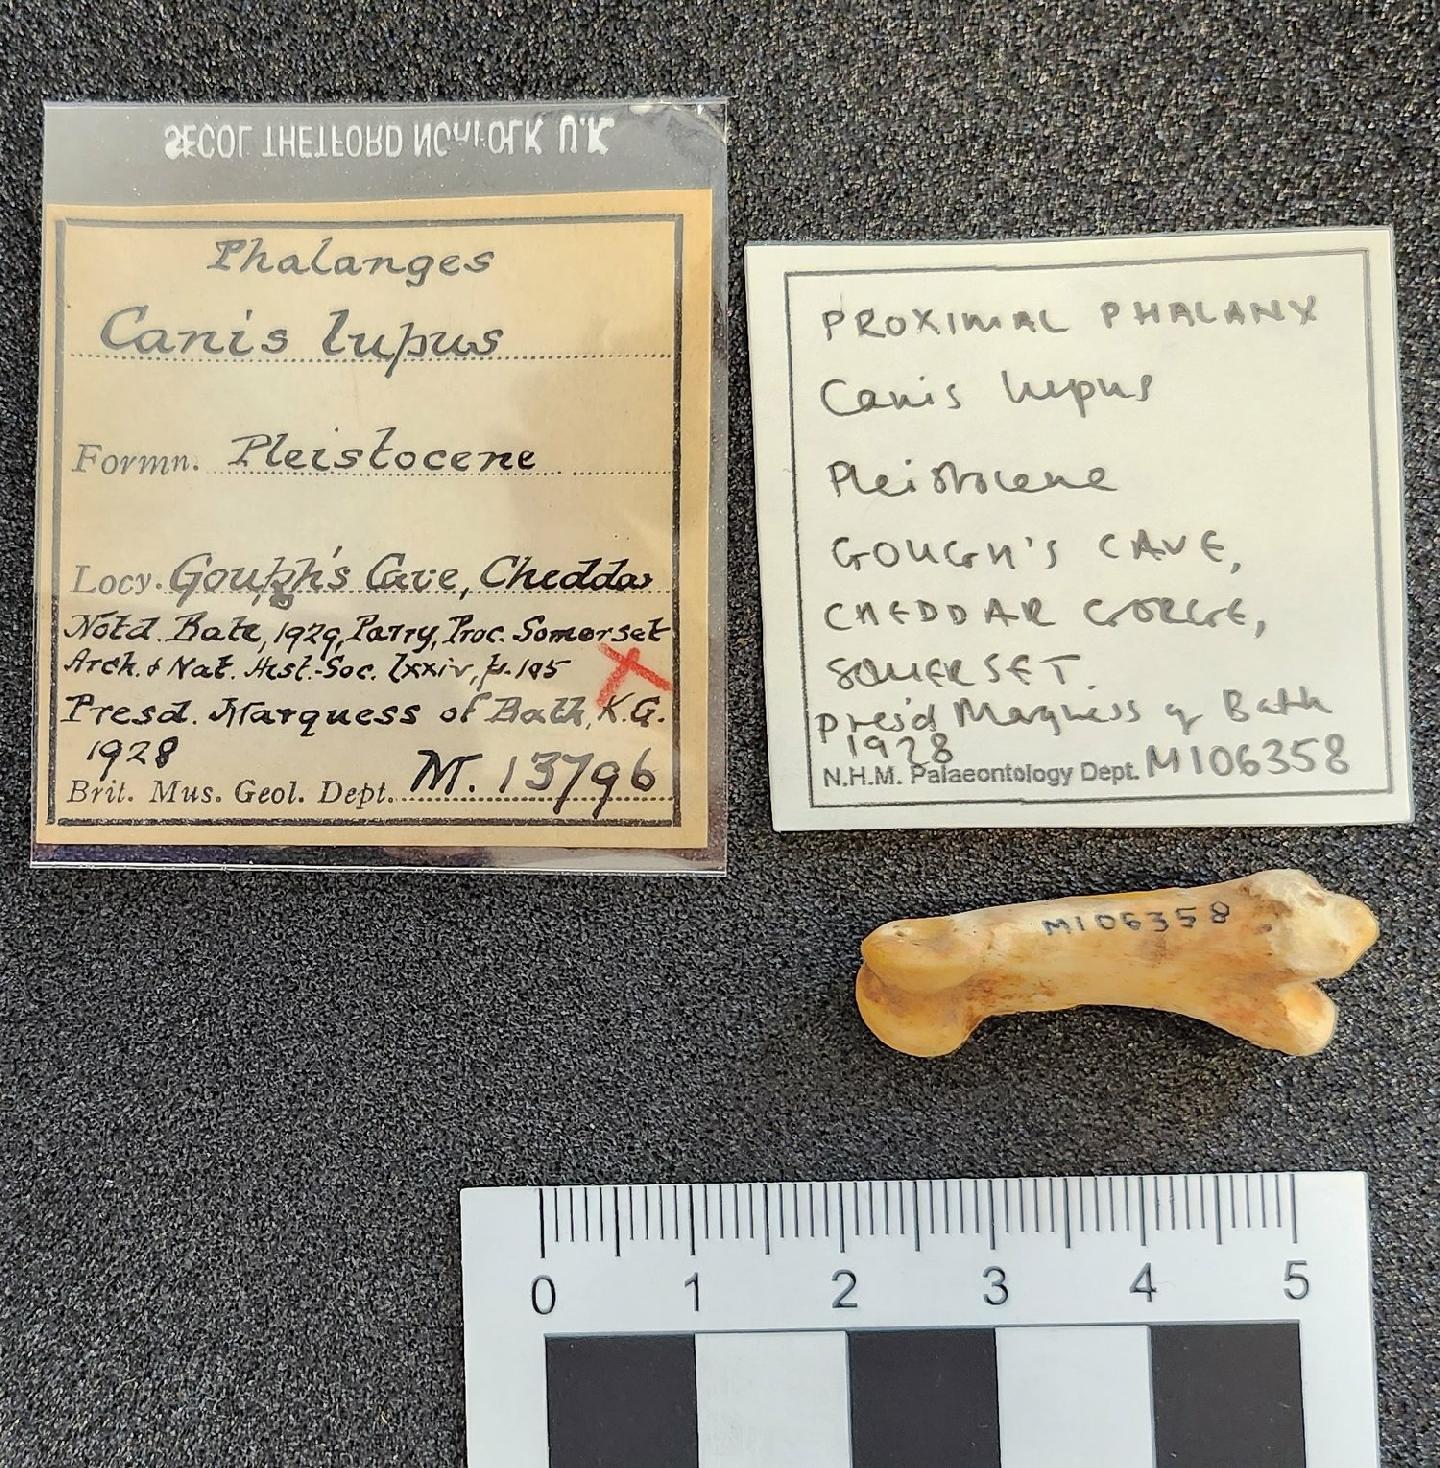 SECOL THETFORD NORFOLK U.K.
Phalanges
Canis lupus
Formn. Pleistocene
Locy. Gough's Cave, Cheddar
Notd. Bate, 1929, Parry, Proc. Somerset
Arch. & Nat. Hist. Soc. lxxiv, p. 105
Presd. Marquess of Bath, K.G.
1928
Brit. Mus. Geol. Dept. M. 13796
PROXIMAL PHALANX
Canis lupus
Pleistocene
GOUGH'S CAVE,
CHEDDAR GORGE,
SOMERSET.
Pres'd Marquess of Bath
1928
N.H.M. Palaeontology Dept. M106358
M106358
0 1 2 3 4 5